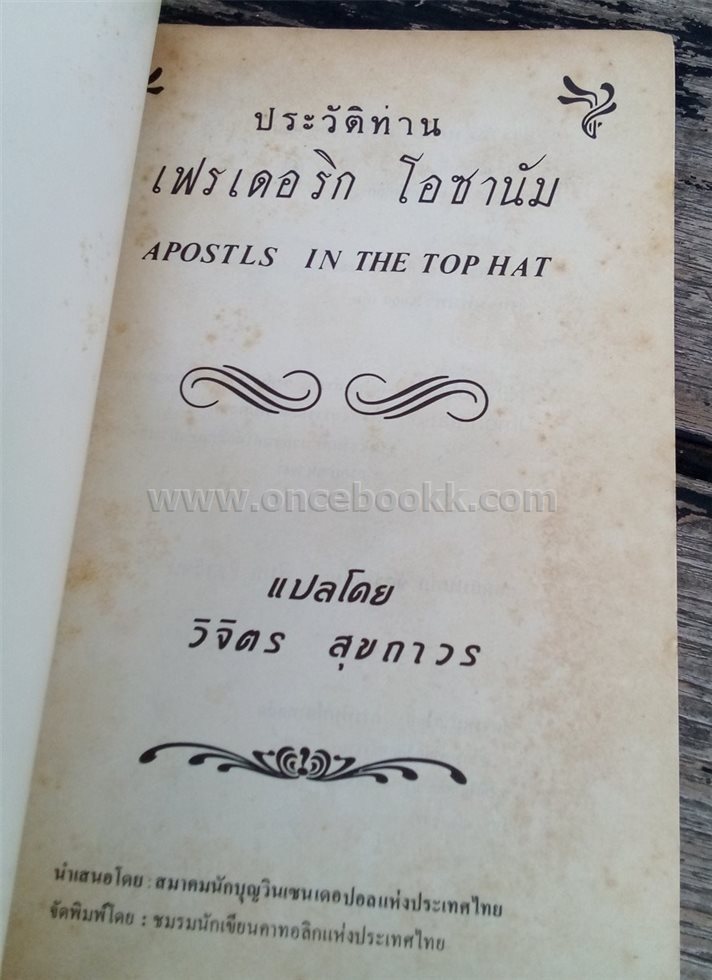 ประวัติท่าน
เฟรเดอริก โอซานัม
APOSTLS IN THE TOP HAT
www.oncebookk.com
แปลโดย
วิจิตร สุขถาวร
นำเสนอโดย : สมาคมนักบุญวินเซนเดอปอลแห่งประเทศไทย
จัดพิมพ์โดย : ชมรมนักเขียนคาทอลิกแห่งประเทศไทย